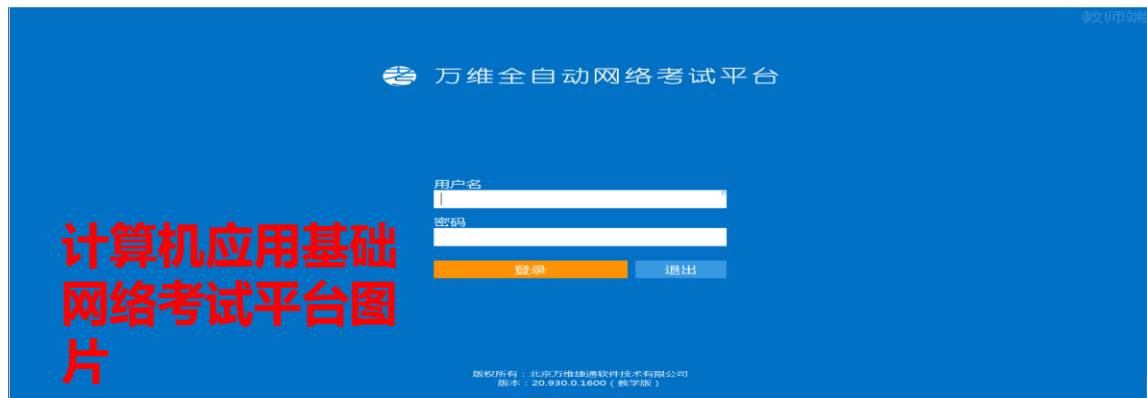 教师端
万维全自动网络考试平台
用户名
密码
登录 退出
计算机应用基础
网络考试平台图
片
版权所有：北京万维捷通软件技术有限公司
版本：20.930.0.1600（教学版）